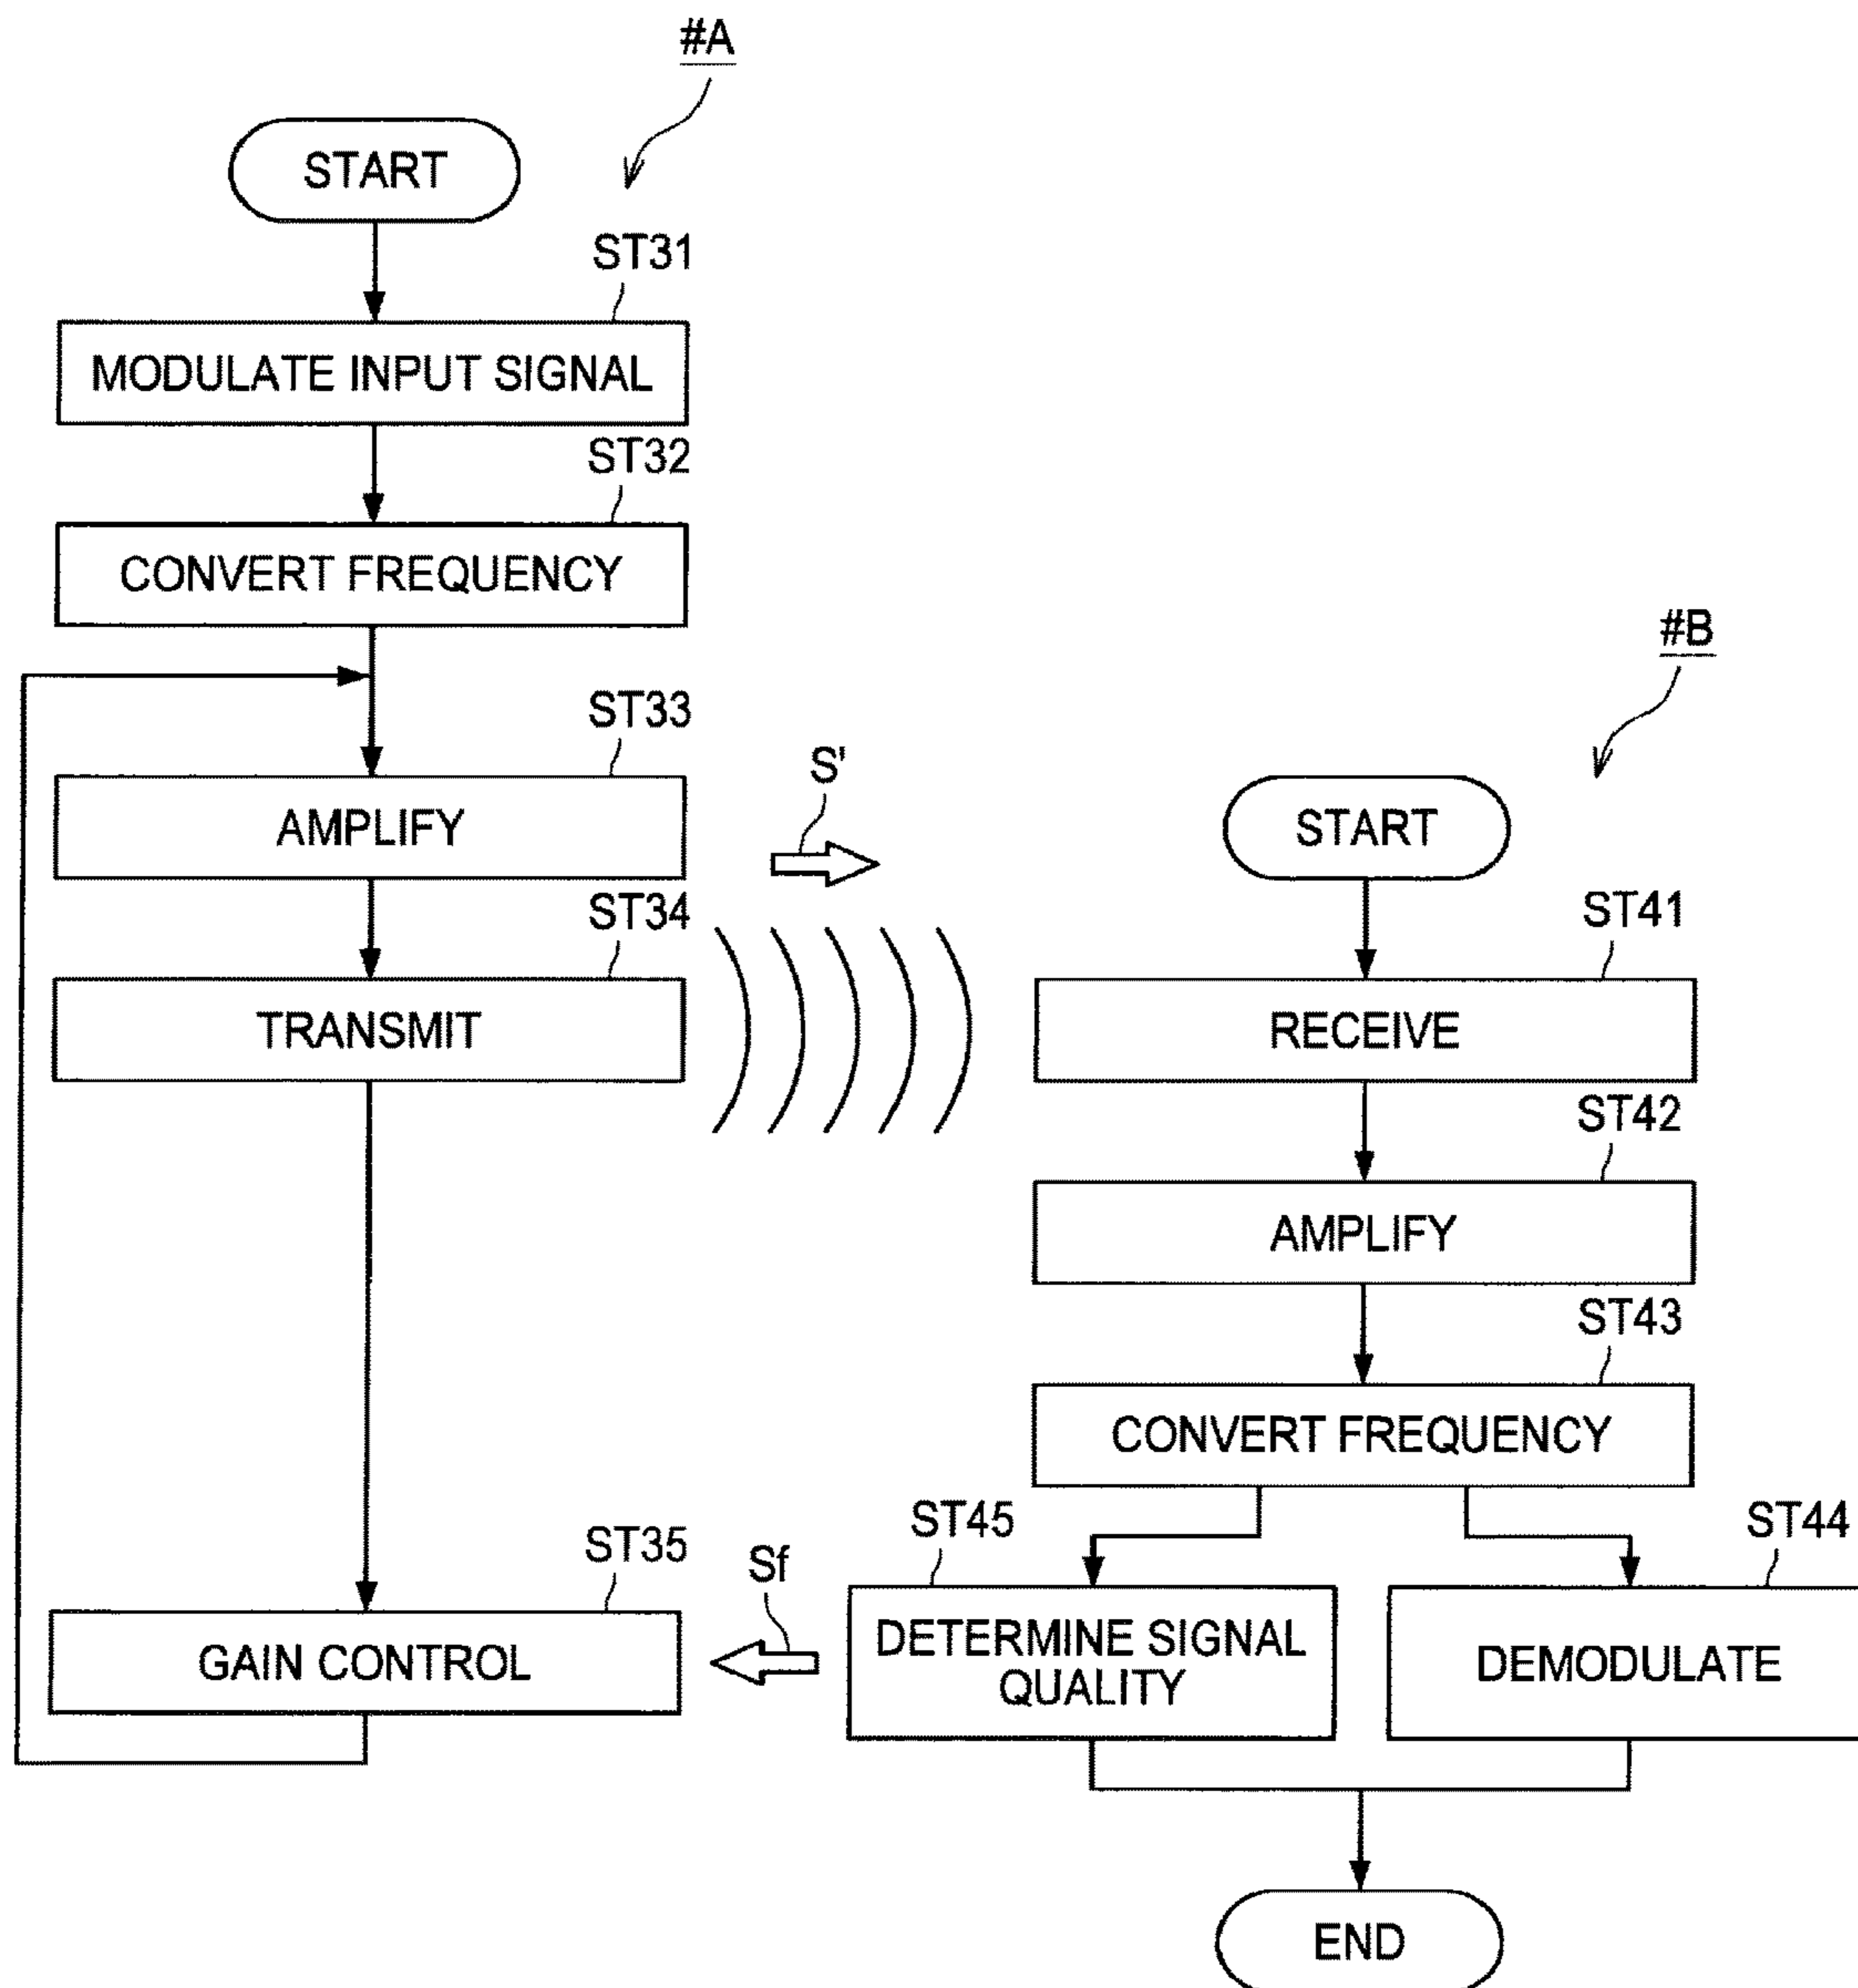 #A
START
ST31
MODULATE INPUT SIGNAL
ST32
CONVERT FREQUENCY
ST33
AMPLIFY
ST34
TRANSMIT
ST35
GAIN CONTROL
S'
Sf
#B
START
ST41
RECEIVE
ST42
AMPLIFY
ST43
CONVERT FREQUENCY
ST45
DETERMINE SIGNAL
QUALITY
ST44
DEMODULATE
END